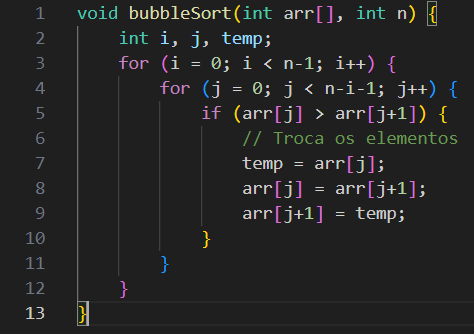 1 void bubbleSort(int arr[], int n) {
2     int i, j, temp;
3     for (i = 0; i < n-1; i++) {
4         for (j = 0; j < n-i-1; j++) {
5             if (arr[j] > arr[j+1]) {
6                 // Troca os elementos
7                 temp = arr[j];
8                 arr[j] = arr[j+1];
9                 arr[j+1] = temp;
10             }
11         }
12     }
13 }